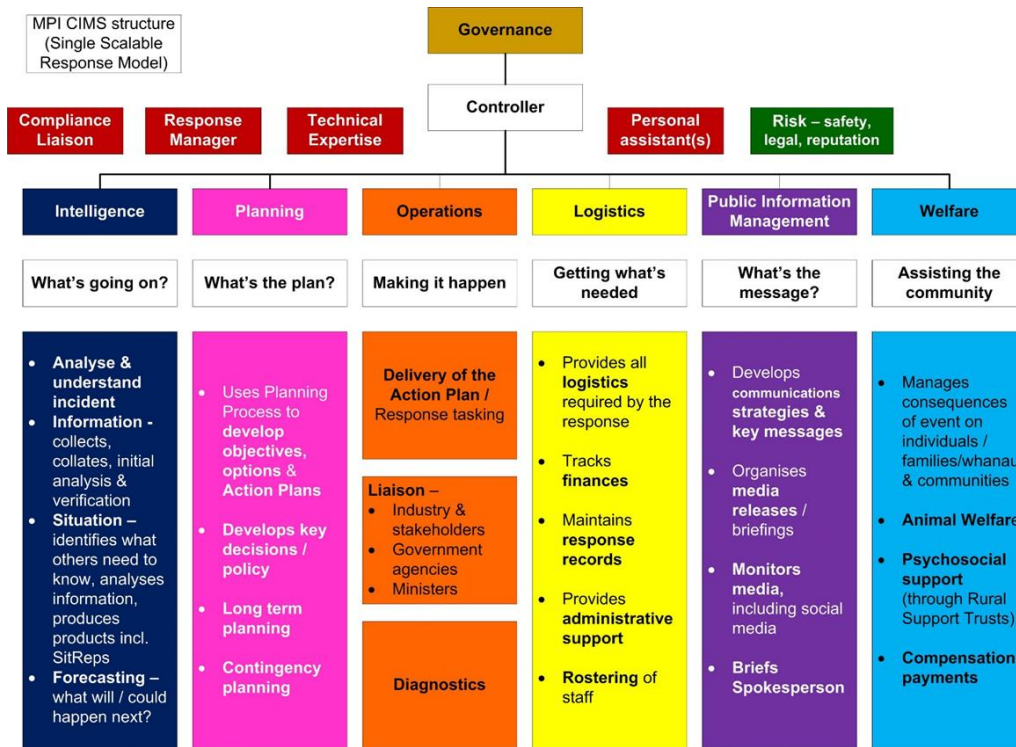 MPI CIMS structure
(Single Scalable
Response Model)
Governance
Controller
Compliance
Liaison
Response
Manager
Technical
Expertise
Personal
assistant(s)
Risk – safety,
legal, reputation
Intelligence
Planning
Operations
Logistics
Public Information
Management
Welfare
What's going on?
What's the plan?
Making it happen
Getting what's
needed
What's the
message?
Assisting the
community
• Analyse &
understand
incident
• Information -
collects,
collates, initial
analysis &
verification
• Situation –
identifies what
others need to
know, analyses
information,
produces
products incl.
SitReps
• Forecasting –
what will / could
happen next?
• Uses Planning
Process to
develop
objectives,
options &
Action Plans
• Develops key
decisions /
policy
• Long term
planning
• Contingency
planning
Delivery of the
Action Plan /
Response tasking
Liaison –
• Industry &
stakeholders
• Government
agencies
• Ministers
Diagnostics
• Provides all
logistics
required by the
response
• Tracks
finances
• Maintains
response
records
• Provides
administrative
support
• Rostering of
staff
• Develops
communications
strategies &
key messages
• Organises
media
releases /
briefings
• Monitors
media,
including social
media
• Briefs
Spokesperson
• Manages
consequences
of event on
individuals /
families/whanau
& communities
• Animal Welfare
• Psychosocial
support
(through Rural
Support Trusts)
• Compensation
payments